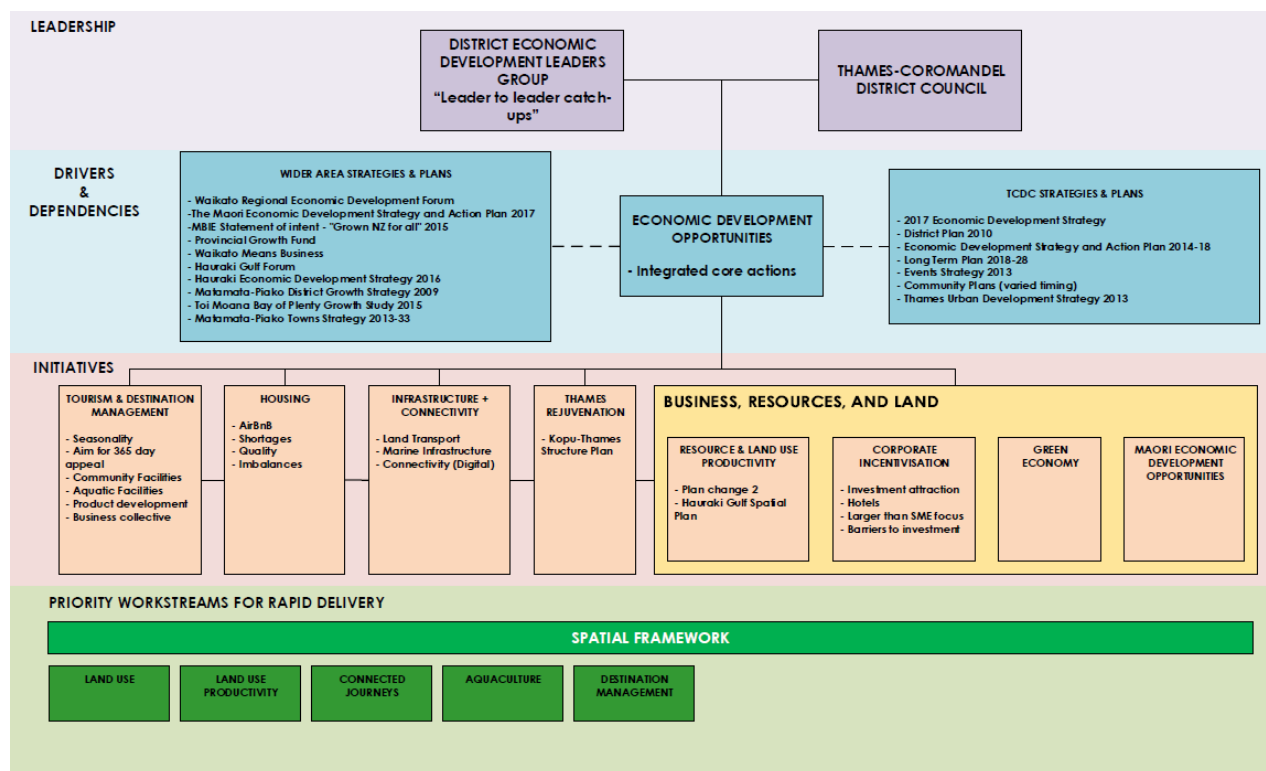 LEADERSHIP
DISTRICT ECONOMIC
DEVELOPMENT LEADERS
GROUP
“Leader to leader catch-
ups”
THAMES-COROMANDEL
DISTRICT COUNCIL
DRIVERS
&
DEPENDENCIES
WIDER AREA STRATEGIES & PLANS
- Waikato Regional Economic Development Forum
-The Maori Economic Development Strategy and Action Plan 2017
-MBIE Statement of intent - "Grown NZ for all" 2015
- Provincial Growth Fund
- Waikato Means Business
- Hauraki Gulf Forum
- Hauraki Economic Development Strategy 2016
- Matamata-Piako District Growth Strategy 2009
- Toi Moana Bay of Plenty Growth Study 2015
- Matamata-Piako Towns Strategy 2013-33
ECONOMIC DEVELOPMENT
OPPORTUNITIES
- Integrated core actions
TCDC STRATEGIES & PLANS
- 2017 Economic Development Strategy
- District Plan 2010
- Economic Development Strategy and Action Plan 2014-18
- Long Term Plan 2018-28
- Events Strategy 2013
- Community Plans (varied timing)
- Thames Urban Development Strategy 2013
INITIATIVES
TOURISM & DESTINATION
MANAGEMENT
- Seasonality
- Aim for 365 day
appeal
- Community Facilities
- Aquatic Facilities
- Product development
- Business collective
HOUSING
- AirBnB
- Shortages
- Quality
- Imbalances
INFRASTRUCTURE +
CONNECTIVITY
- Land Transport
- Marine Infrastructure
- Connectivity (Digital)
THAMES
REJUVENATION
- Kopu-Thames
Structure Plan
BUSINESS, RESOURCES, AND LAND
RESOURCE & LAND USE
PRODUCTIVITY
- Plan change 2
- Hauraki Gulf Spatial
Plan
CORPORATE
INCENTIVISATION
- Investment attraction
- Hotels
- Larger than SME focus
- Barriers to investment
GREEN
ECONOMY
MAORI ECONOMIC
DEVELOPMENT
OPPORTUNITIES
PRIORITY WORKSTREAMS FOR RAPID DELIVERY
SPATIAL FRAMEWORK
LAND USE
LAND USE
PRODUCTIVITY
CONNECTED
JOURNEYS
AQUACULTURE
DESTINATION
MANAGEMENT